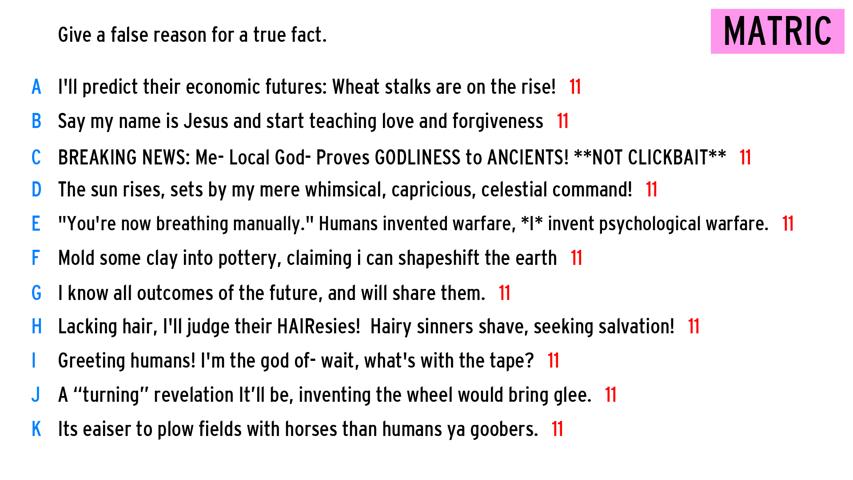 Give a false reason for a true fact.
MATRIC
A I'll predict their economic futures: Wheat stalks are on the rise! 11
B Say my name is Jesus and start teaching love and forgiveness 11
C BREAKING NEWS: Me- Local God- Proves GODLINESS to ANCIENTS! **NOT CLICKBAIT** 11
D The sun rises, sets by my mere whimsical, capricious, celestial command! 11
E "You're now breathing manually." Humans invented warfare, *I* invent psychological warfare. 11
F Mold some clay into pottery, claiming i can shapeshift the earth 11
G I know all outcomes of the future, and will share them. 11
H Lacking hair, I'll judge their HAIResies!  Hairy sinners shave, seeking salvation! 11
I Greeting humans! I'm the god of- wait, what's with the tape? 11
J A “turning” revelation It’ll be, inventing the wheel would bring glee. 11
K Its eaiser to plow fields with horses than humans ya goobers. 11